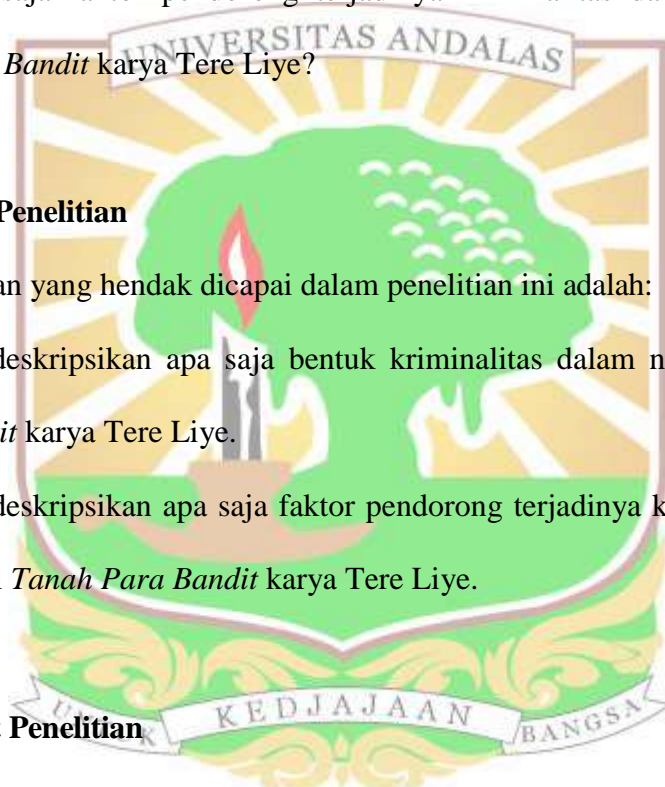 UNIVERSITAS ANDALAS
Bandit karya Tere Liye?
Penelitian
an yang hendak dicapai dalam penelitian ini adalah:
deskripsikan apa saja bentuk kriminalitas dalam n
it karya Tere Liye.
deskripsikan apa saja faktor pendorong terjadinya k
Tanah Para Bandit karya Tere Liye.
UNTUK KEDJAJAAN BANGSA
Penelitian